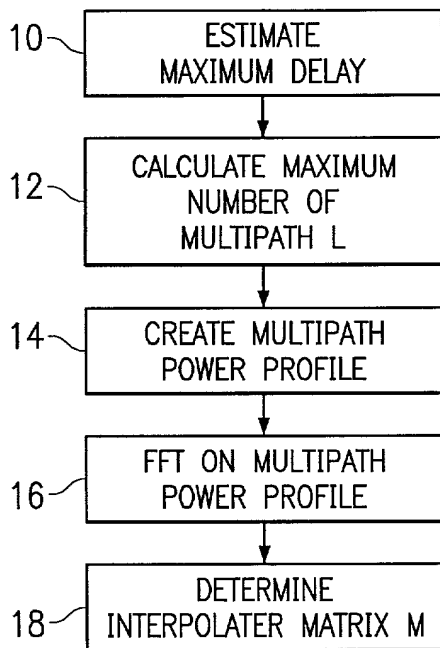 10
ESTIMATE
MAXIMUM DELAY
12
CALCULATE MAXIMUM
NUMBER OF
MULTIPATH L
14
CREATE MULTIPATH
POWER PROFILE
16
FFT ON MULTIPATH
POWER PROFILE
18
DETERMINE
INTERPOLATER MATRIX M